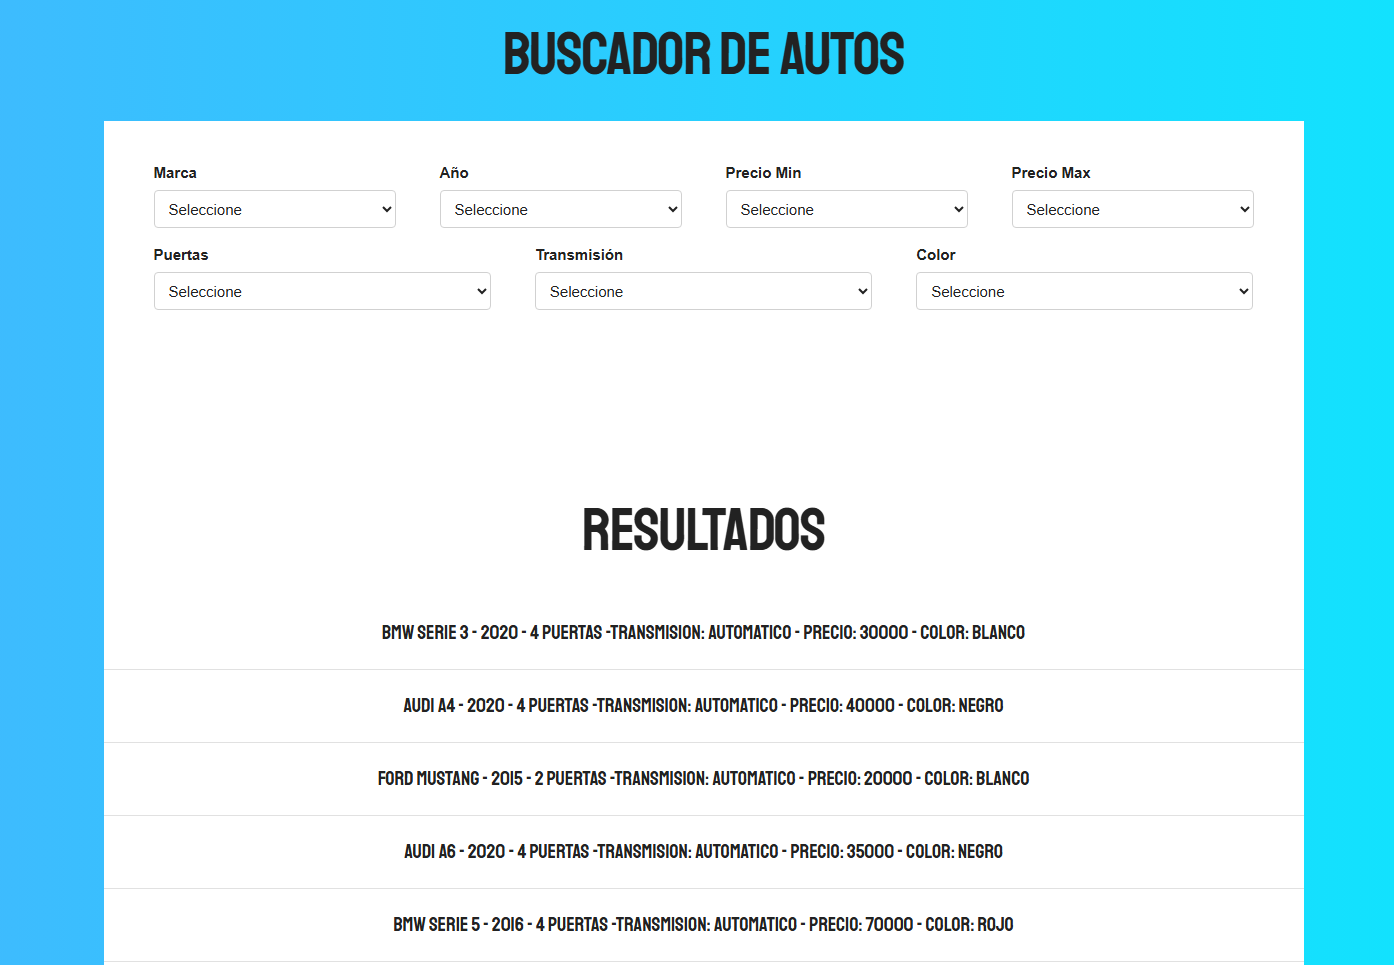 BUSCADOR DE AUTOS
Marca Año Precio Min Precio Max
Seleccione Seleccione Seleccione Seleccione
Puertas Transmisión Color
Seleccione Seleccione Seleccione
RESULTADOS
BMW SERIE 3 - 2020 - 4 PUERTAS -TRANSMISION: AUTOMATICO - PRECIO: 30000 - COLOR: BLANCO
AUDI A4 - 2020 - 4 PUERTAS -TRANSMISION: AUTOMATICO - PRECIO: 40000 - COLOR: NEGRO
FORD MUSTANG - 2015 - 2 PUERTAS -TRANSMISION: AUTOMATICO - PRECIO: 20000 - COLOR: BLANCO
AUDI A6 - 2020 - 4 PUERTAS -TRANSMISION: AUTOMATICO - PRECIO: 35000 - COLOR: NEGRO
BMW SERIE 5 - 2016 - 4 PUERTAS -TRANSMISION: AUTOMATICO - PRECIO: 70000 - COLOR: ROJO